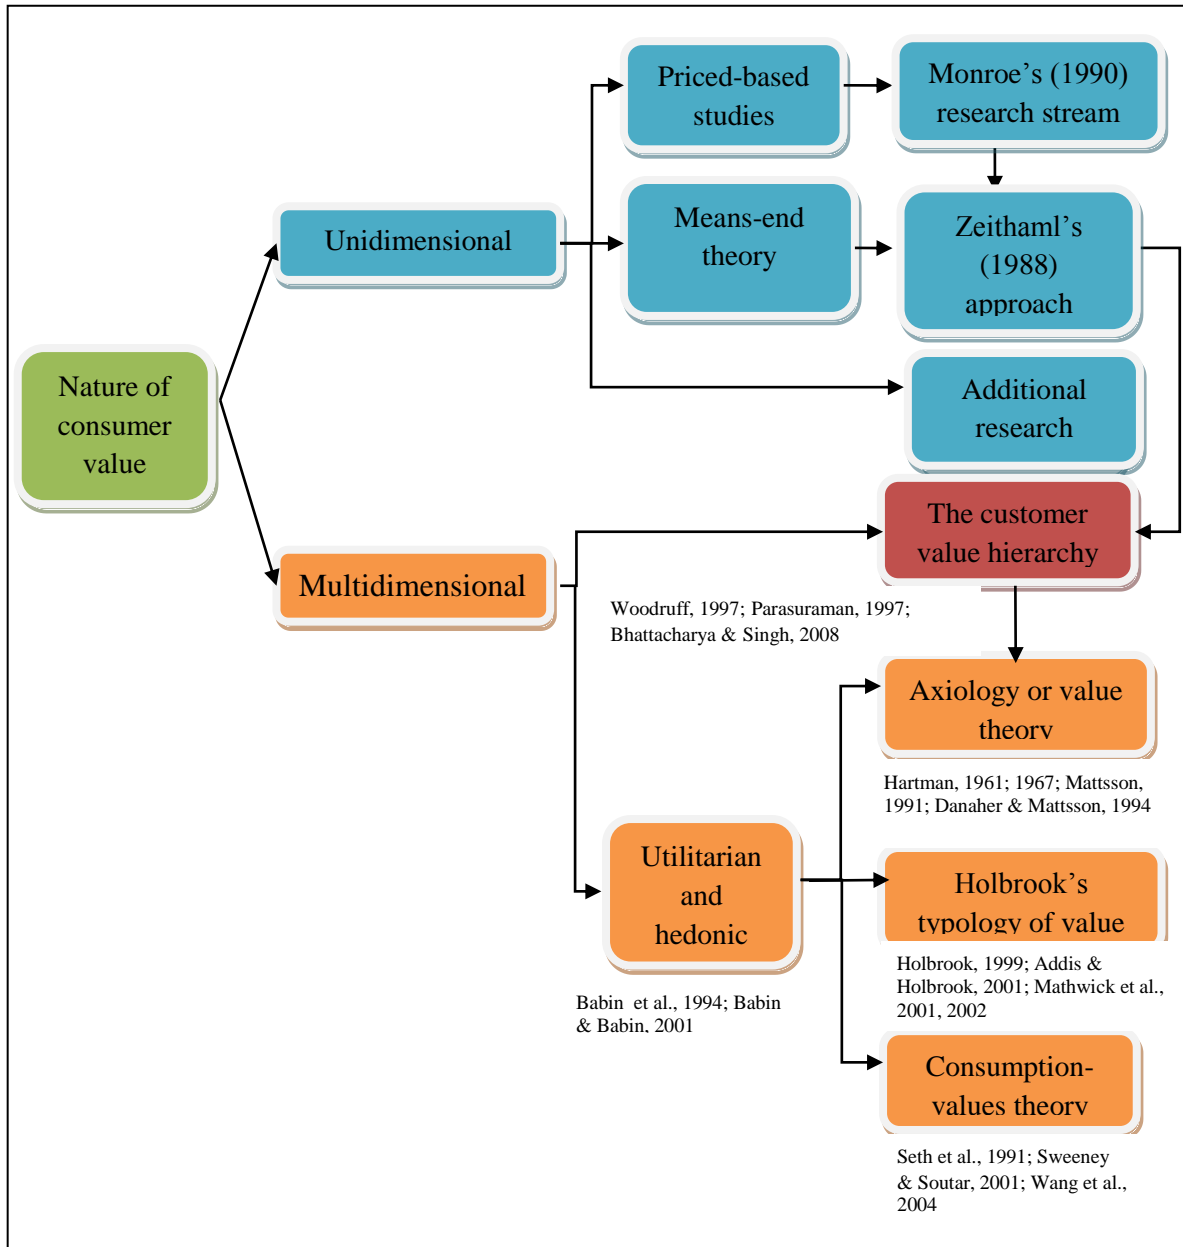 Priced-based
studies
Monroe's (1990)
research stream
Unidimensional
Means-end
theory
Zeithaml's
(1988)
approach
Nature of
consumer
value
Additional
research
The customer
value hierarchy
Multidimensional
Woodruff, 1997; Parasuraman, 1997;
Bhattacharya & Singh, 2008
Axiology or value
theory
Hartman, 1961; 1967; Mattsson,
1991; Danaher & Mattsson, 1994
Utilitarian
and
hedonic
Babin et al., 1994; Babin
& Babin, 2001
Holbrook's
typology of value
Holbrook, 1999; Addis &
Holbrook, 2001; Mathwick et al.,
2001, 2002
Consumption-
values theory
Seth et al., 1991; Sweeney
& Soutar, 2001; Wang et al.,
2004